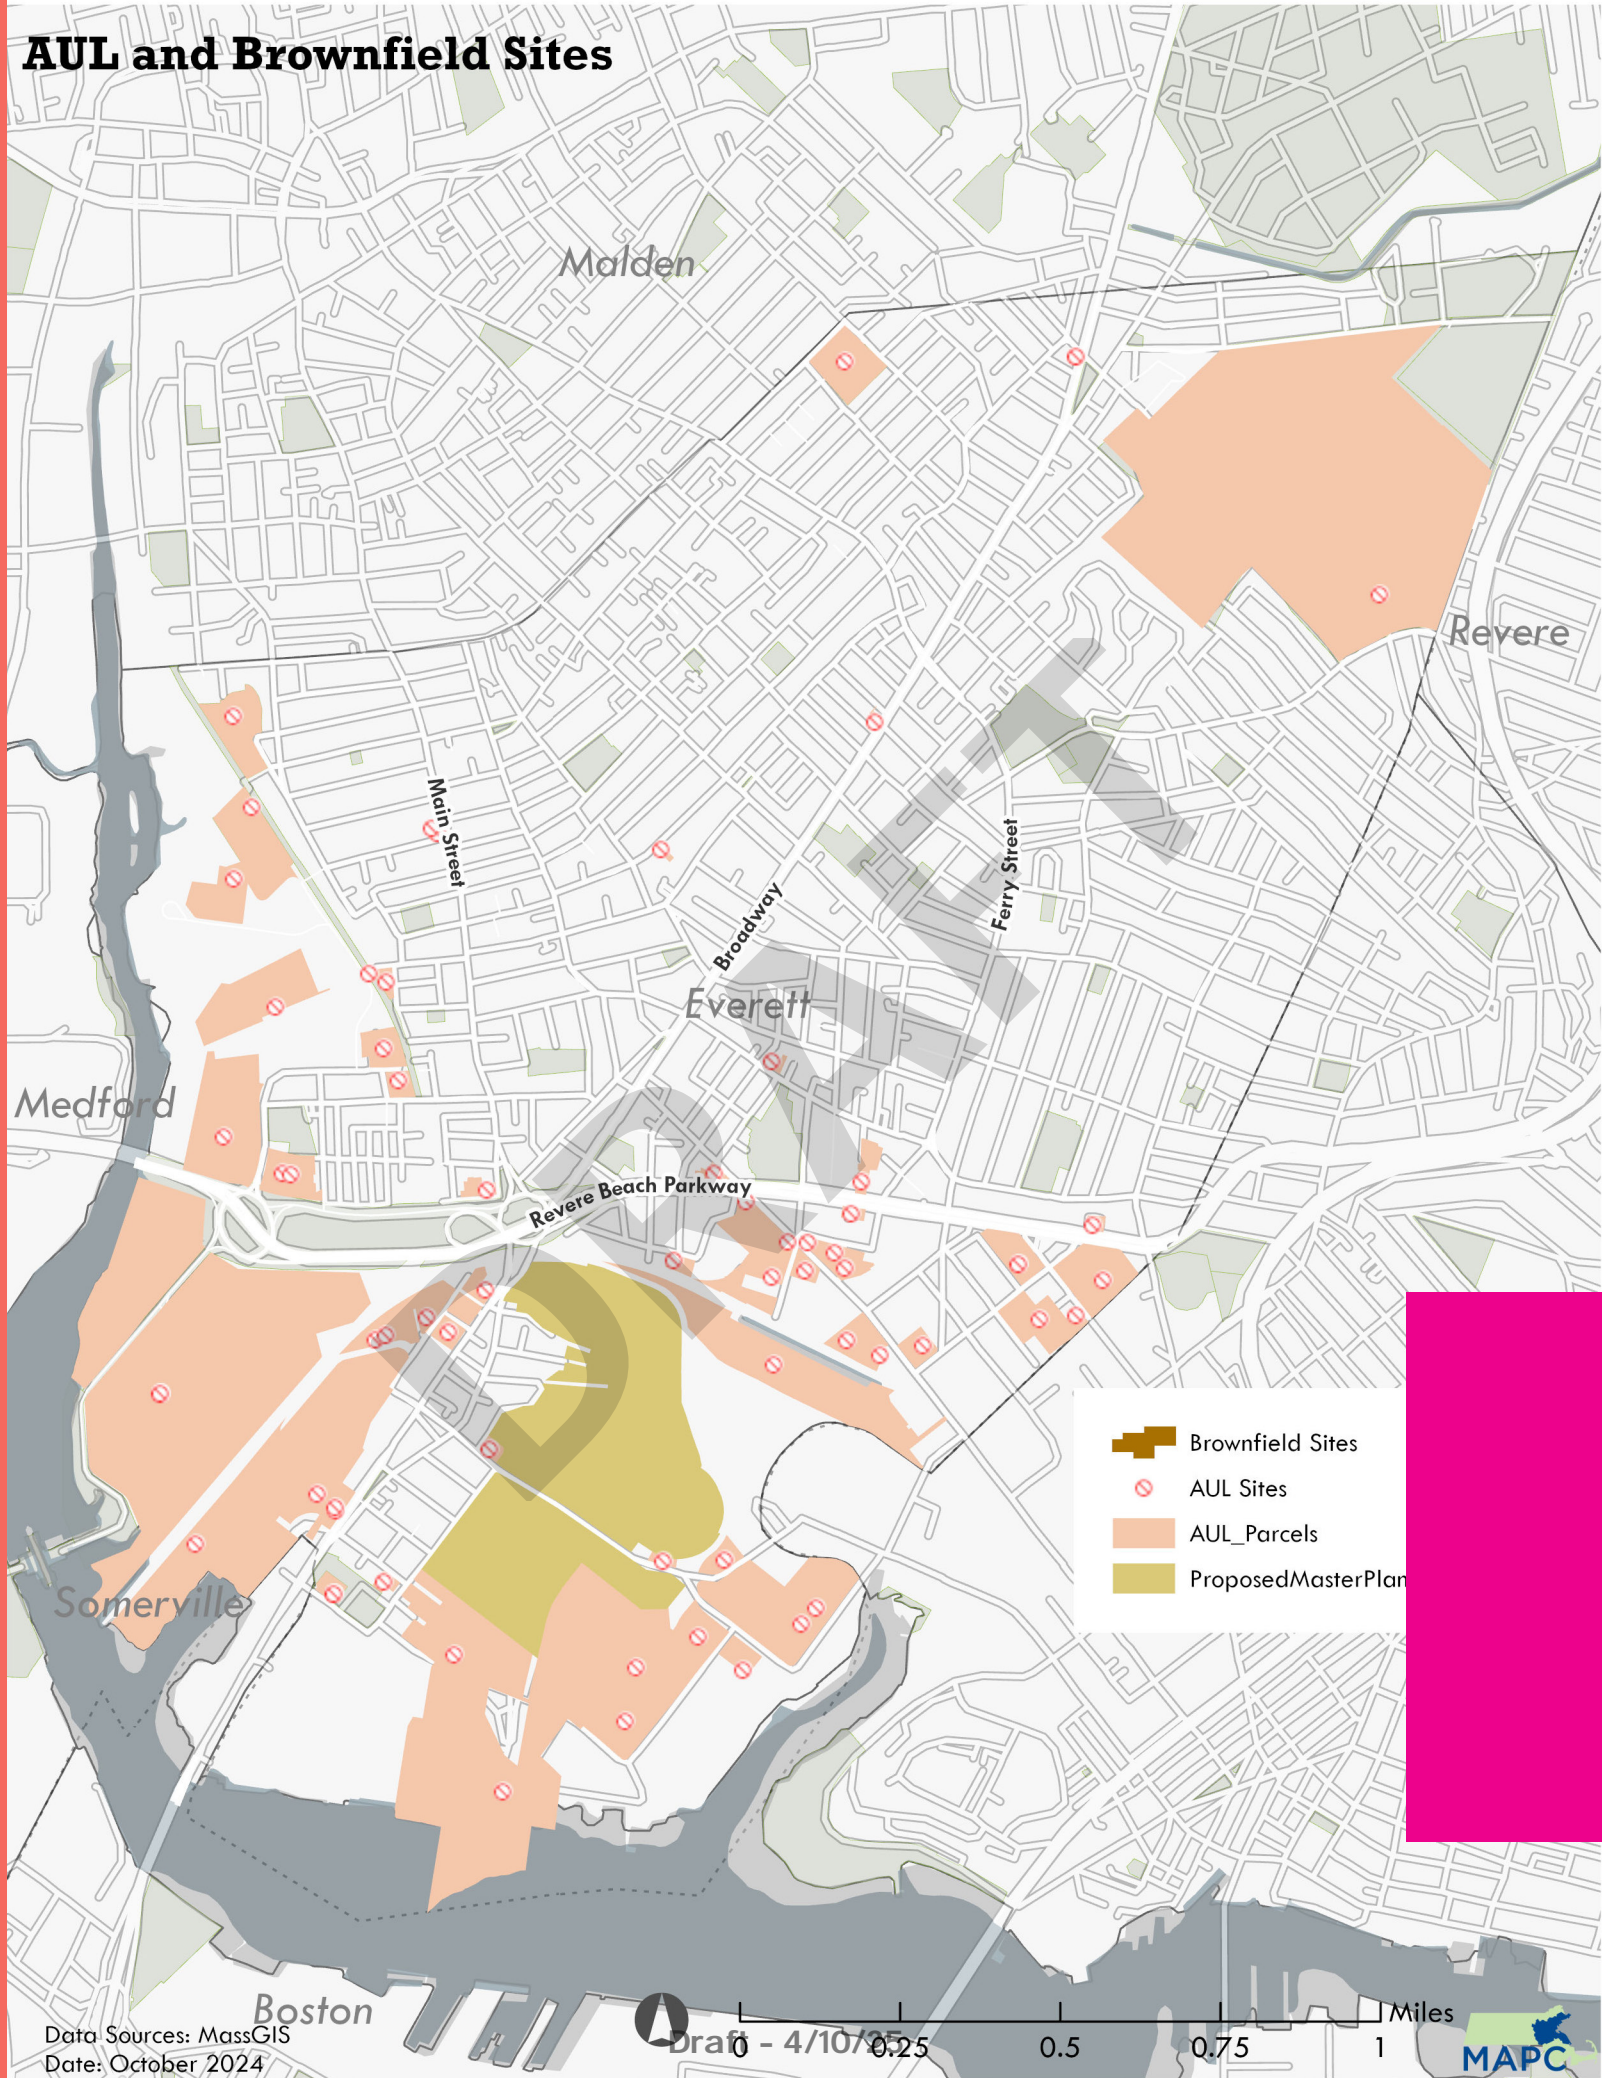 AUL and Brownfield Sites
Malden
Revere
Main Street
Broadway
Ferry Street
Everett
Medford
Revere Beach Parkway
DRAFT
Brownfield Sites
AUL Sites
AUL_Parcels
ProposedMasterPlan
Somerville
Boston
Data Sources: MassGIS
Date: October 2024
Draft - 4/10/25
0 0.25 0.5 0.75 1 Miles
MAPC